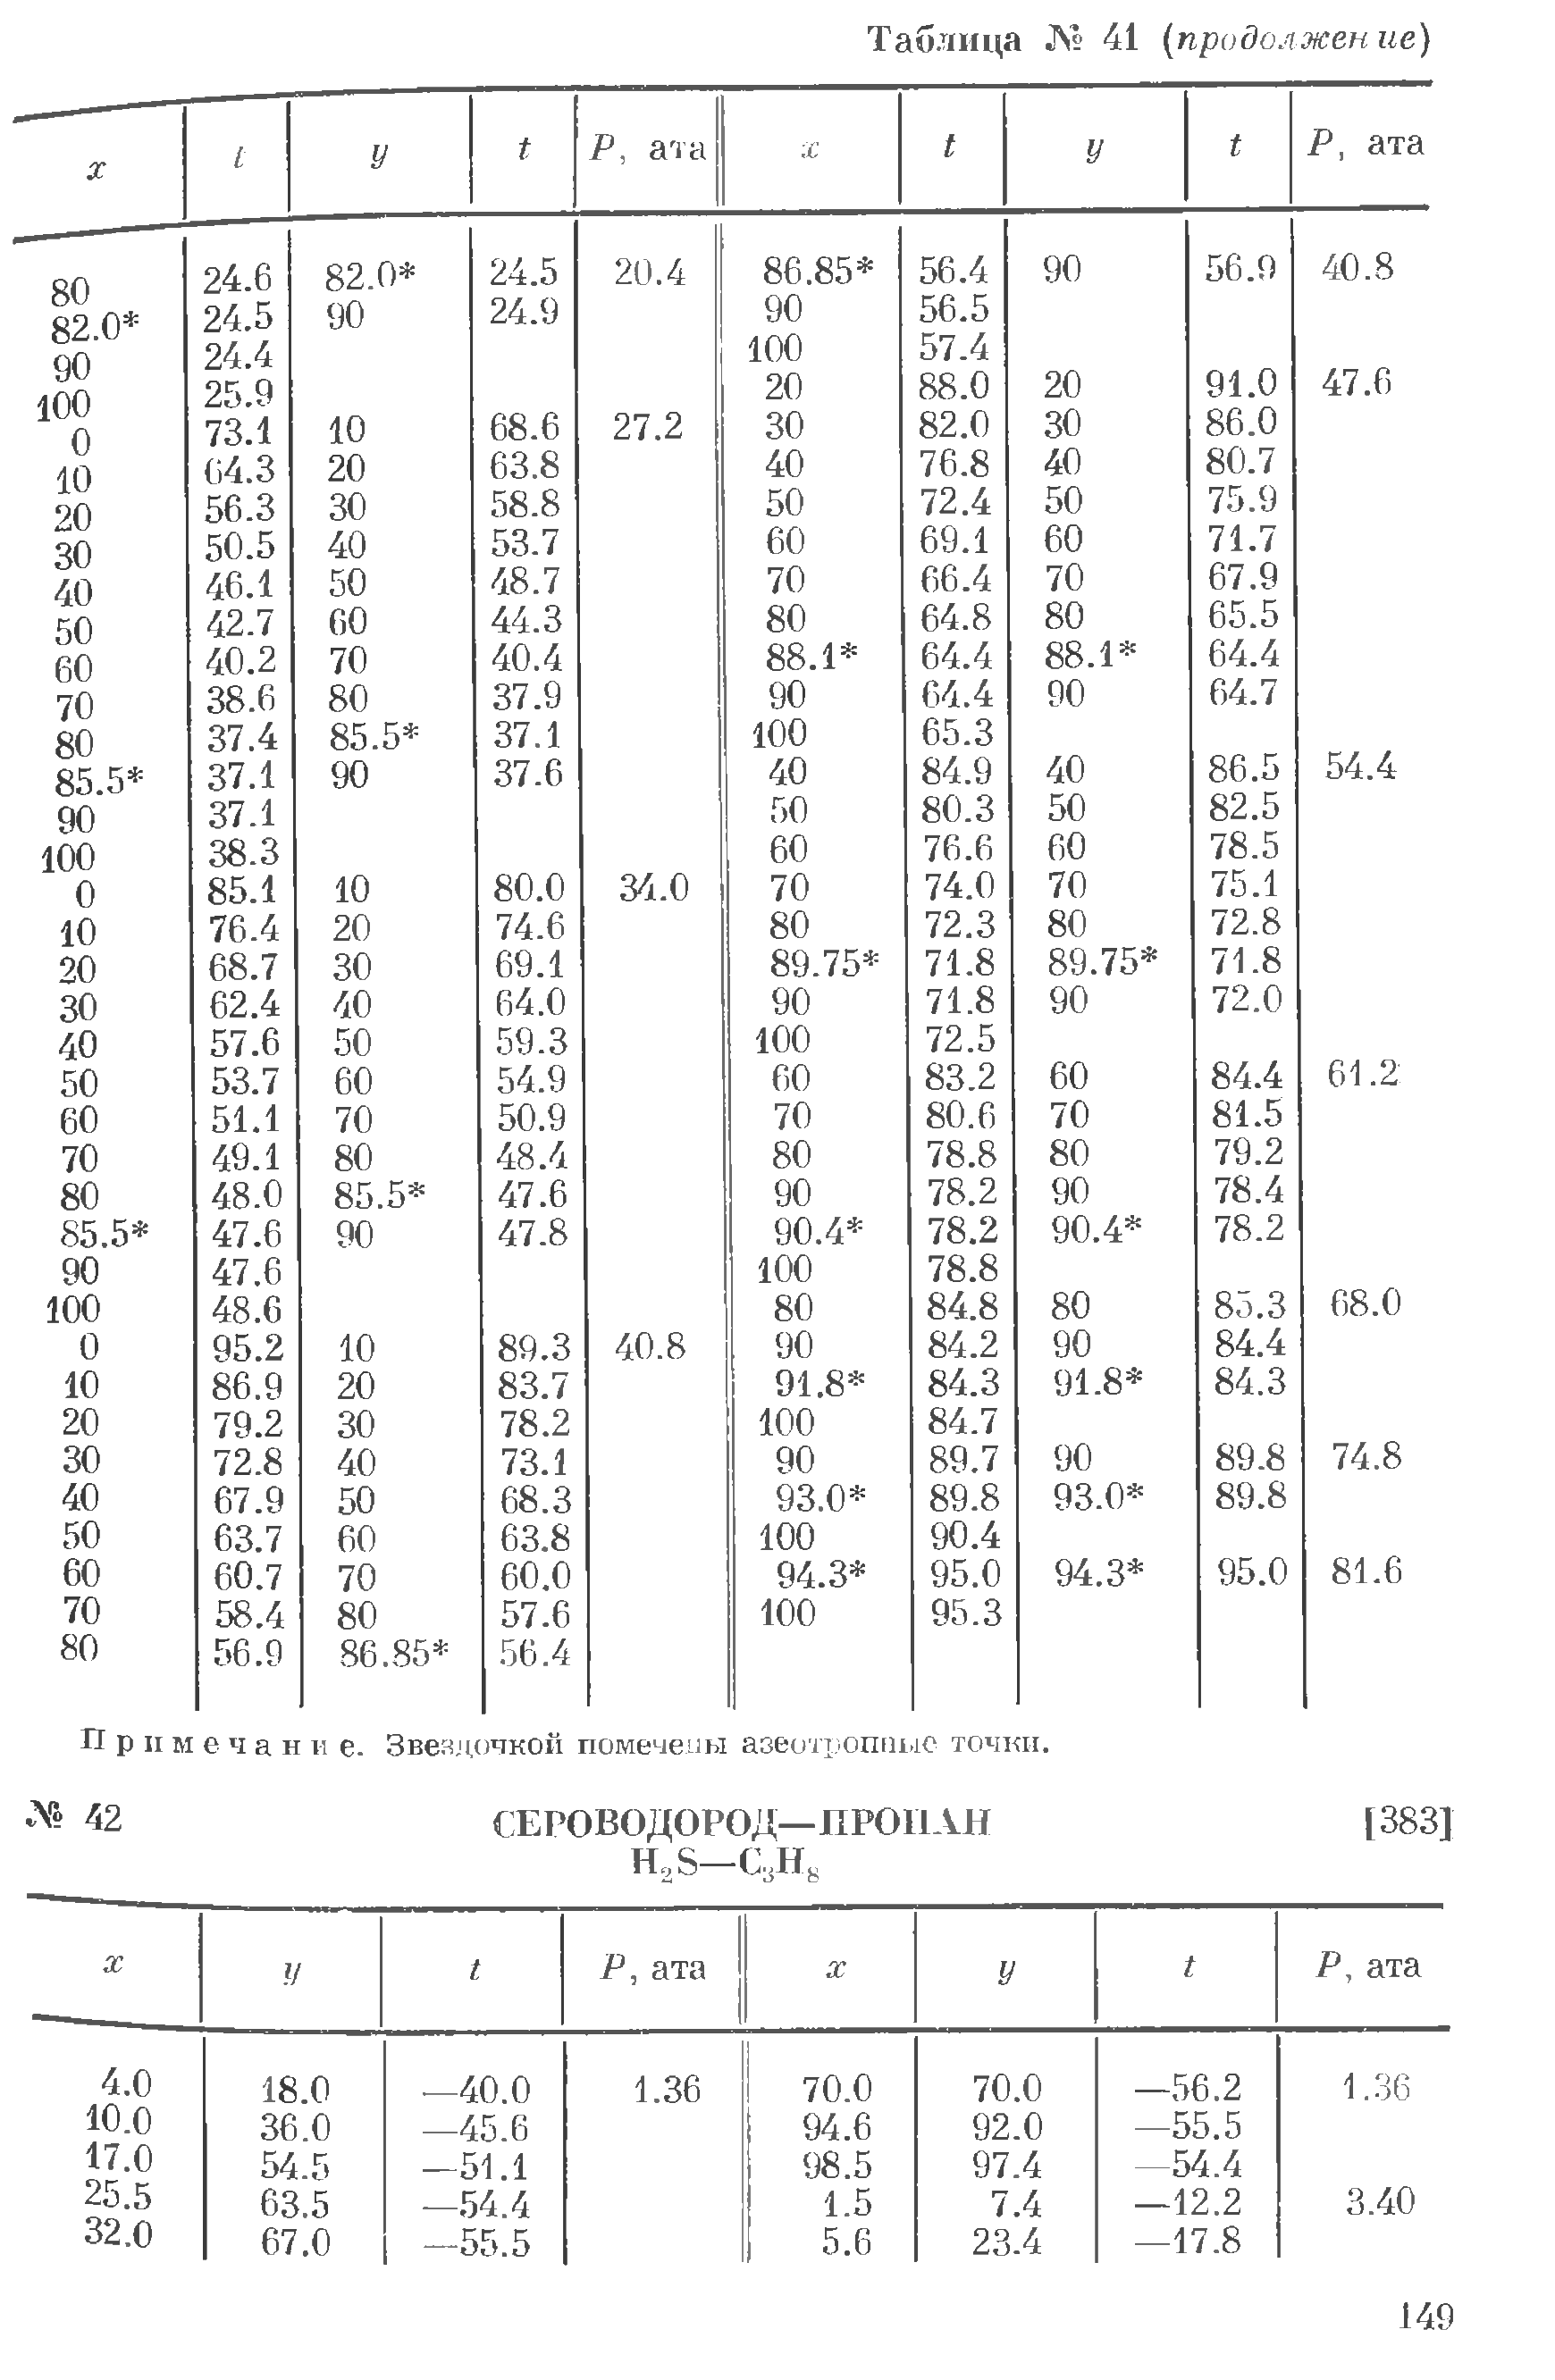 Таблица № 41 (продолжение)
x t y t P, ата x t y t P, ата
80 24.6 82.0* 24.5 20.4 86.85* 56.4 90 56.9 40.8
82.0* 24.5 90 24.9 90 56.5
90 24.4 100 57.4
100 25.9 20 88.0 20 91.0 47.6
0 73.1 10 68.6 27.2 30 82.0 30 86.0
10 64.3 20 63.8 40 76.8 40 80.7
20 56.3 30 58.8 50 72.4 50 75.9
30 50.5 40 53.7 60 69.1 60 71.7
40 46.1 50 48.7 70 66.4 70 67.9
50 42.7 60 44.3 80 64.8 80 65.5
60 40.2 70 40.4 88.1* 64.4 88.1* 64.4
70 38.6 80 37.9 90 64.4 90 64.7
80 37.4 85.5* 37.1 100 65.3
85.5* 37.1 90 37.6 40 84.9 40 86.5 54.4
90 37.1 50 80.3 50 82.5
100 38.3 60 76.6 60 78.5
0 85.1 10 80.0 34.0 70 74.0 70 75.1
10 76.4 20 74.6 80 72.3 80 72.8
20 68.7 30 69.1 89.75* 71.8 89.75* 71.8
30 62.4 40 64.0 90 71.8 90 72.0
40 57.6 50 59.3 100 72.5
50 53.7 60 54.9 60 83.2 60 84.4 61.2
60 51.1 70 50.9 70 80.6 70 81.5
70 49.1 80 48.4 80 78.8 80 79.2
80 48.0 85.5* 47.6 90 78.2 90 78.4
85.5* 47.6 90 47.8 90.4* 78.2 90.4* 78.2
90 47.6 100 78.8
100 48.6 80 84.8 80 85.3 68.0
0 95.2 10 89.3 40.8 90 84.2 90 84.4
10 86.9 20 83.7 91.8* 84.3 91.8* 84.3
20 79.2 30 78.2 100 84.7
30 72.8 40 73.1 90 89.7 90 89.8 74.8
40 67.9 50 68.3 93.0* 89.8 93.0* 89.8
50 63.7 60 63.8 100 90.4
60 60.7 70 60.0 94.3* 95.0 94.3* 95.0 81.6
70 58.4 80 57.6 100 95.3
80 56.9 86.85* 56.4
Примечание. Звездочкой помечены азеотропные точки.
№ 42 СЕРОВОДОРОД—ПРОПАН [383]
H₂S—C₃H₈
x y t P, ата x y t P, ата
4.0 18.0 —40.0 1.36 70.0 70.0 —56.2 1.36
10.0 36.0 —45.6 94.6 92.0 —55.5
17.0 54.5 —51.1 98.5 97.4 —54.4
25.5 63.5 —54.4 1.5 7.4 —12.2 3.40
32.0 67.0 —55.5 5.6 23.4 —17.8
149